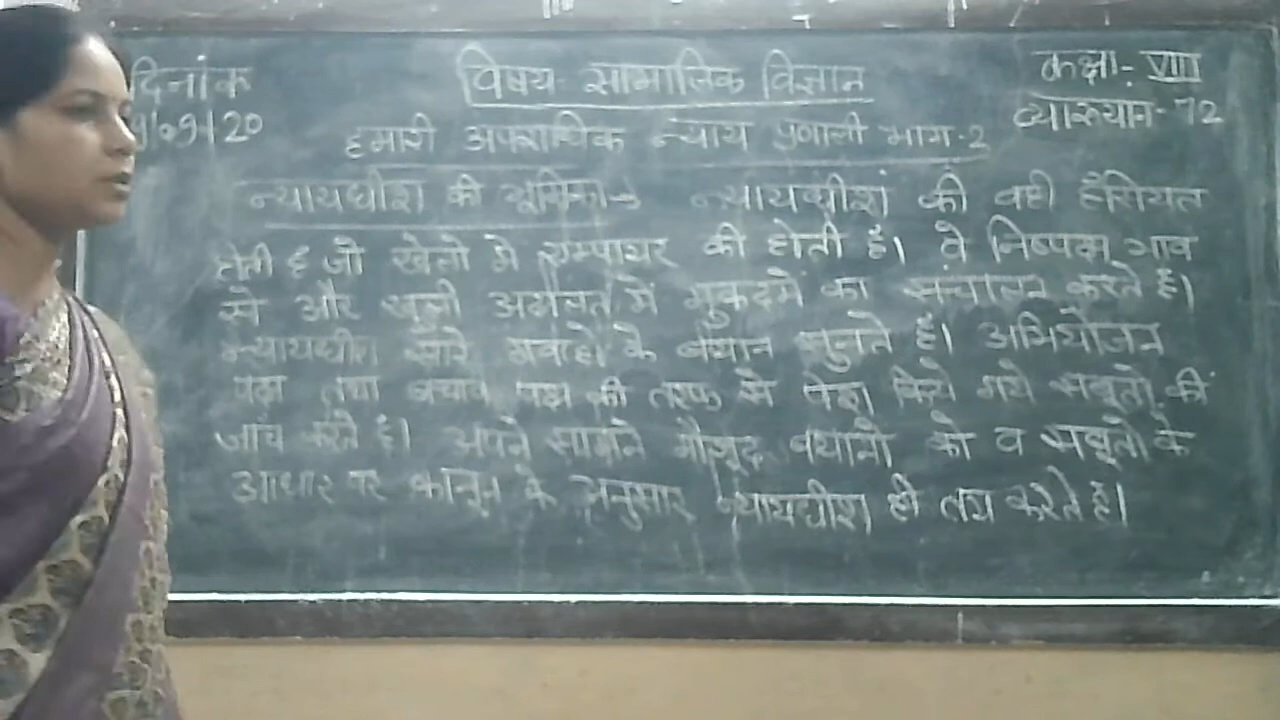 दिनांक
विषय- सामाजिक विज्ञान
कक्षा- VIII
/09/20
व्याख्यान- 72
हमारी अपराधिक न्याय प्रणाली भाग-2
न्यायधीश की भूमिका→ न्यायधीशों की वही हैसियत
होती है जो खेलो में एम्पायर की होती है। वे निष्पक्ष भाव
से और खुली अदालत में मुकदमे का संचालन करते है।
न्यायधीश सारे गवाहों के बयान सुनते है। अभियोजन
पक्ष तथा बचाव पक्ष की तरफ से पेश किये गये सबूतों की
जांच करते है। अपने सामने मौजूद बयानों को व सबूतों के
आधार पर कानून के अनुसार न्यायधीश ही तय करते है।